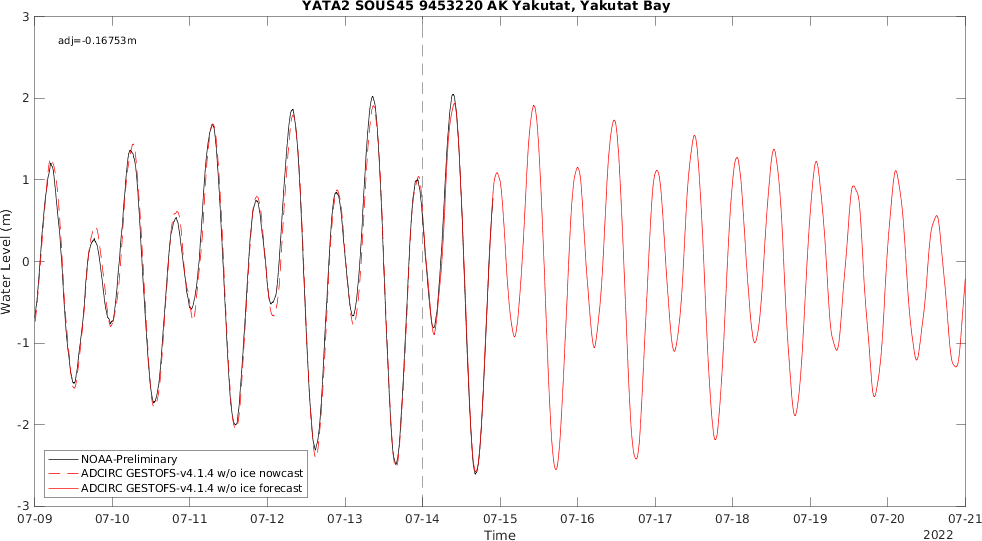 YATA2 SOUS45 9453220 AK Yakutat, Yakutat Bay
adj=-0.16753m
3
2
1
0
-1
-2
-3
Water Level (m)
NOAA-Preliminary
ADCIRC GESTOFS-v4.1.4 w/o ice nowcast
ADCIRC GESTOFS-v4.1.4 w/o ice forecast
07-09 07-10 07-11 07-12 07-13 07-14 07-15 07-16 07-17 07-18 07-19 07-20 07-21
Time
2022